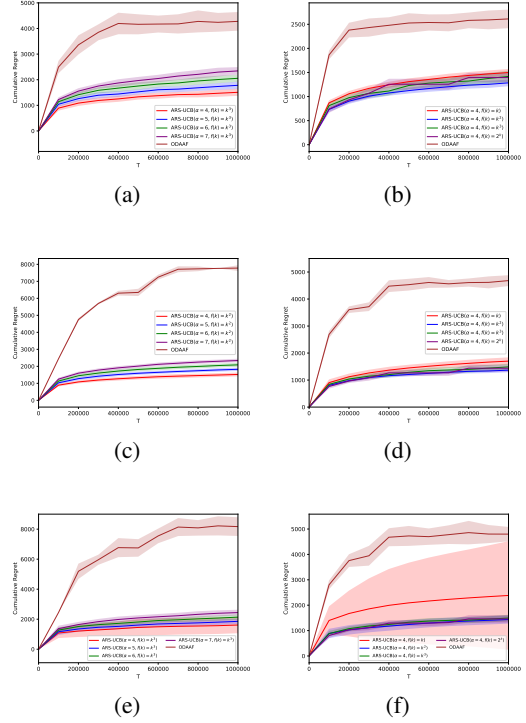 5000
4000
3000
2000
1000
0
Cumulative Regret
ARS-UCB(α = 4, f(k) = k²)
ARS-UCB(α = 5, f(k) = k²)
ARS-UCB(α = 6, f(k) = k²)
ARS-UCB(α = 7, f(k) = k²)
ODAAF
0 200000 400000 600000 800000 1000000
T
(a)
2500
2000
1500
1000
500
0
Cumulative Regret
ARS-UCB(α = 4, f(k) = k)
ARS-UCB(α = 4, f(k) = k²)
ARS-UCB(α = 4, f(k) = k³)
ARS-UCB(α = 4, f(k) = 2ᵏ)
ODAAF
0 200000 400000 600000 800000 1000000
T
(b)
8000
7000
6000
5000
4000
3000
2000
1000
0
Cumulative Regret
ARS-UCB(α = 4, f(k) = k²)
ARS-UCB(α = 5, f(k) = k²)
ARS-UCB(α = 6, f(k) = k²)
ARS-UCB(α = 7, f(k) = k²)
ODAAF
0 200000 400000 600000 800000 1000000
T
(c)
5000
4000
3000
2000
1000
0
Cumulative Regret
ARS-UCB(α = 4, f(k) = k)
ARS-UCB(α = 4, f(k) = k²)
ARS-UCB(α = 4, f(k) = k³)
ARS-UCB(α = 4, f(k) = 2ᵏ)
ODAAF
0 200000 400000 600000 800000 1000000
T
(d)
8000
6000
4000
2000
0
Cumulative Regret
ARS-UCB(α = 4, f(k) = k²)
ARS-UCB(α = 5, f(k) = k²)
ARS-UCB(α = 6, f(k) = k²)
ARS-UCB(α = 7, f(k) = k²)
ODAAF
0 200000 400000 600000 800000 1000000
T
(e)
5000
4000
3000
2000
1000
0
Cumulative Regret
ARS-UCB(α = 4, f(k) = k)
ARS-UCB(α = 4, f(k) = k²)
ARS-UCB(α = 4, f(k) = k³)
ARS-UCB(α = 4, f(k) = 2ᵏ)
ODAAF
0 200000 400000 600000 800000 1000000
T
(f)